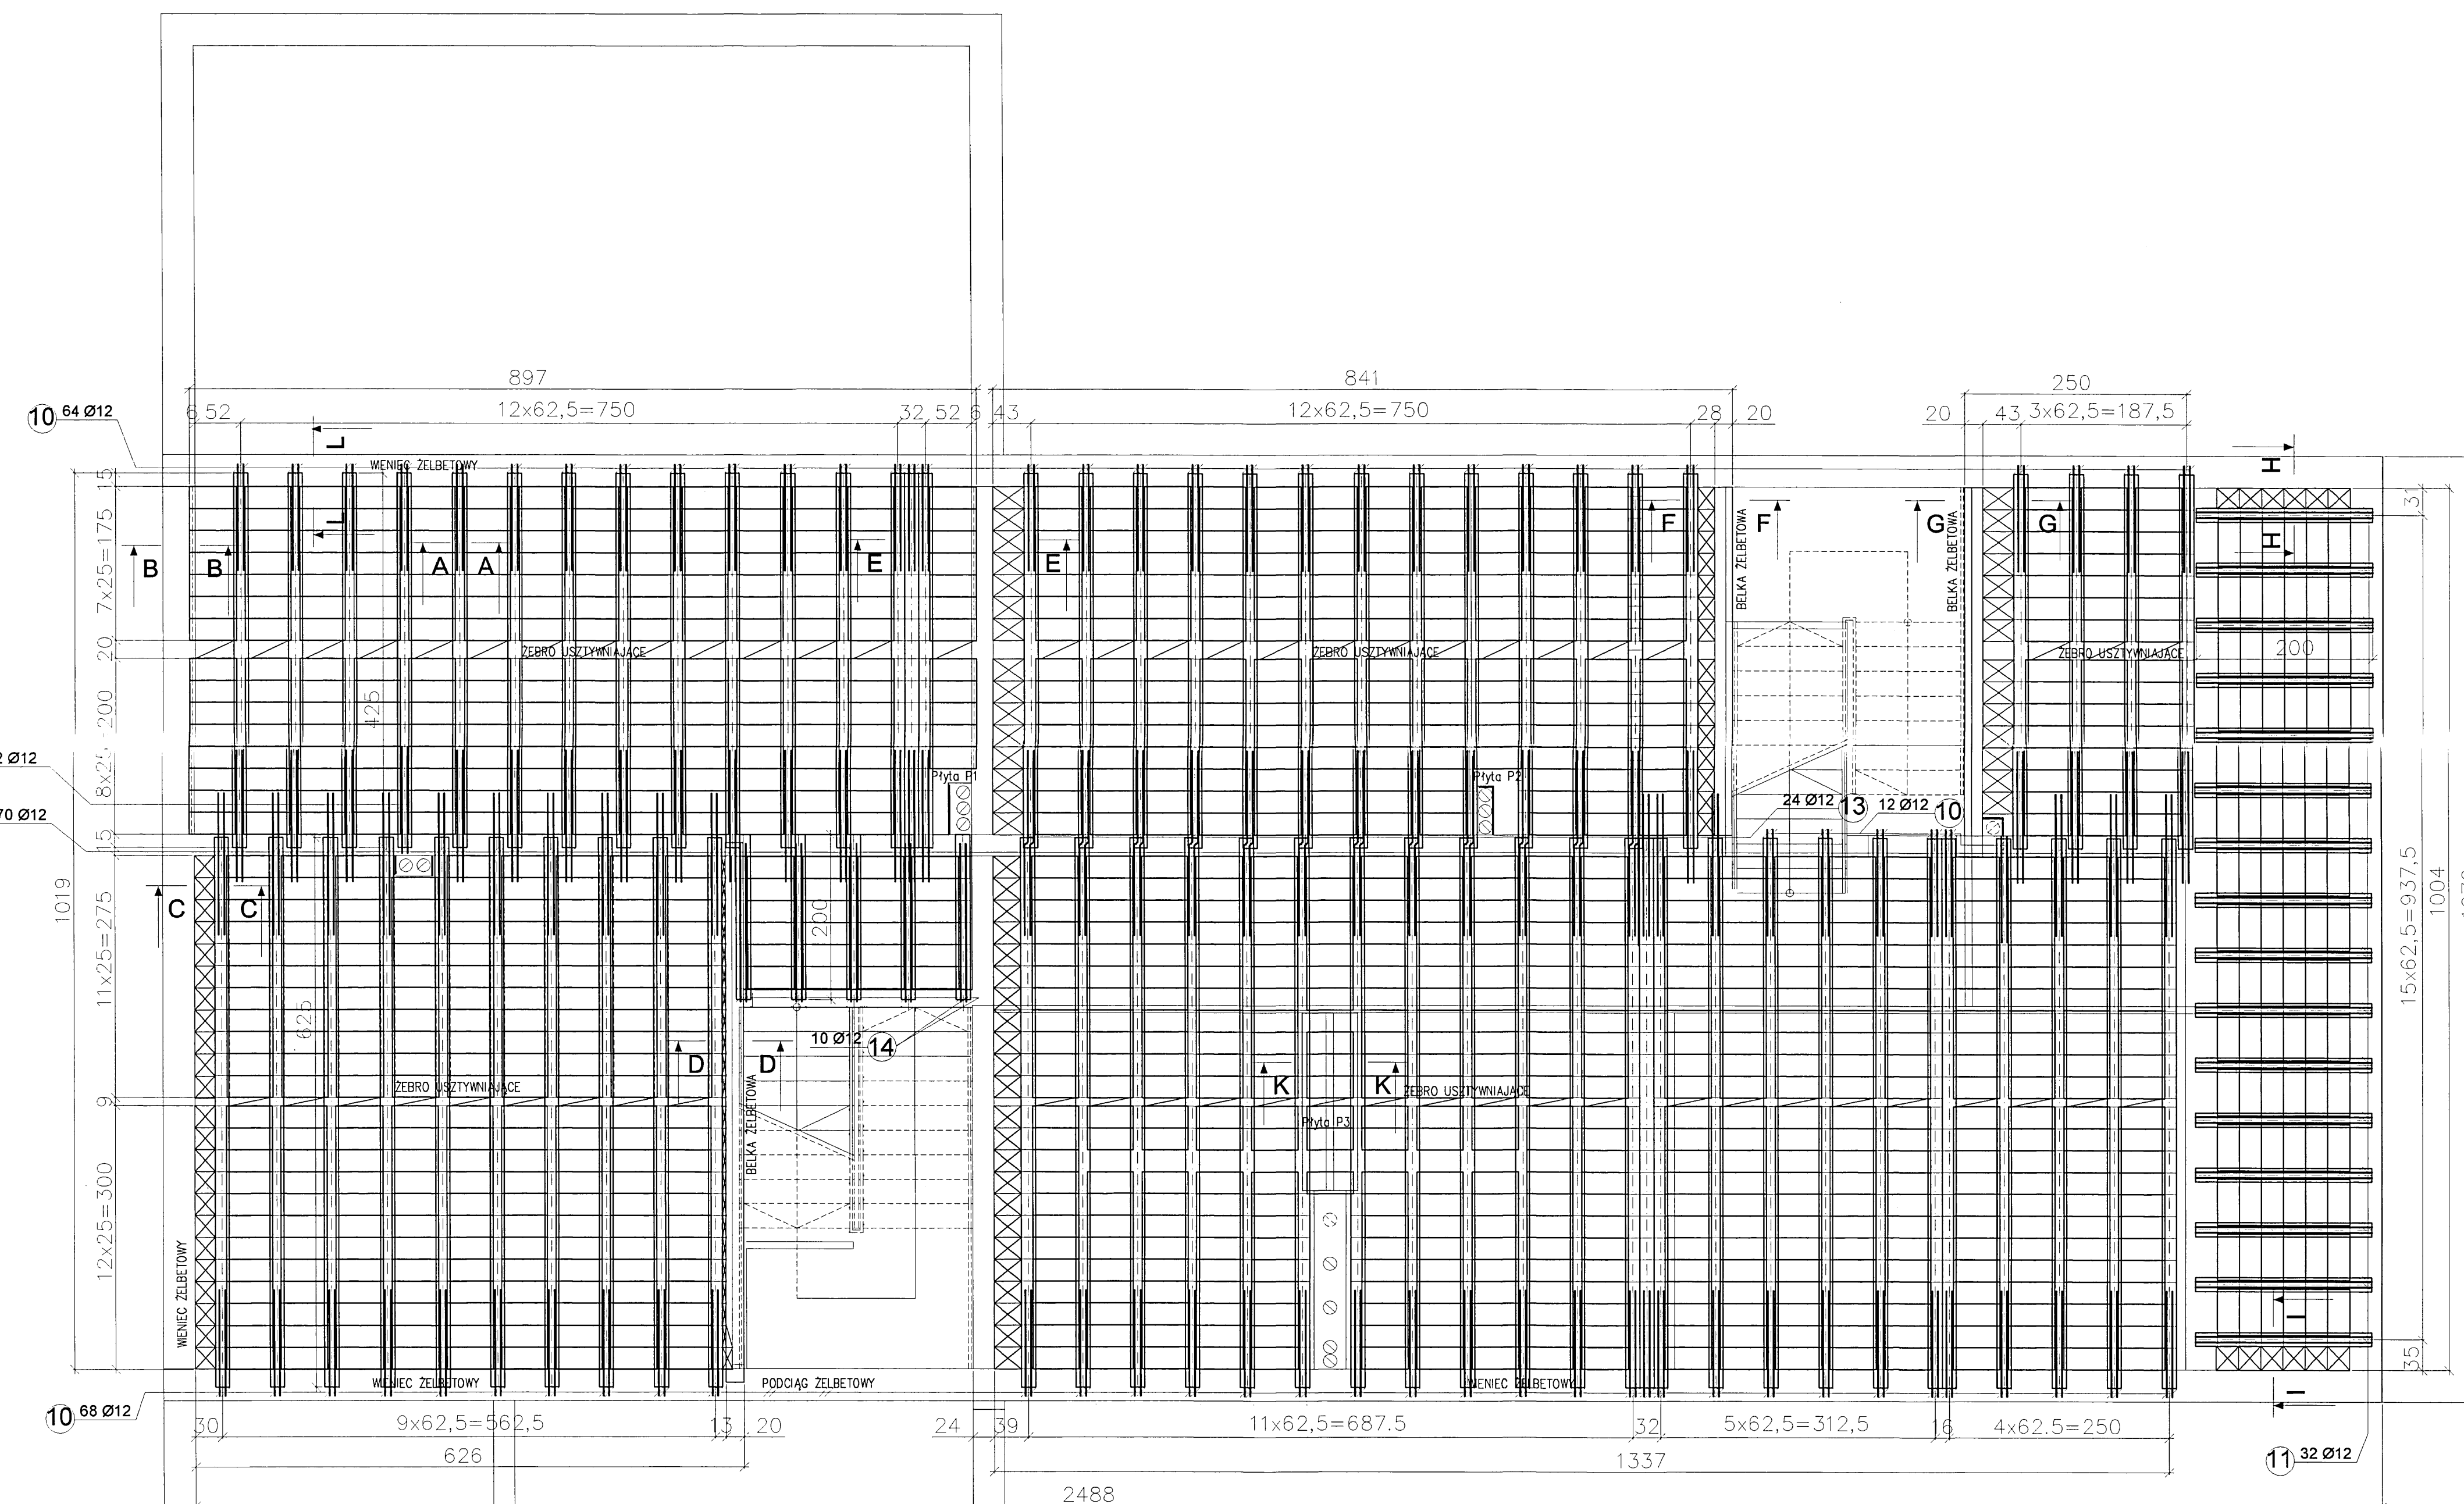 897
841
250
6 52
12x62,5=750
32 52 6
43
12x62,5=750
28
20
20
43
3x62,5=187,5
10 64 Ø12
WIENIEC ŻELBETOWY
L
L
H
H
15
7x25=175
20
8x25
200
15
1019
11x25=275
9
12x25=300
B
B
A
A
E
E
F
F
G
G
BELKA ŻELBETOWA
BELKA ŻELBETOWA
31
ŻEBRO USZTYWNIAJĄCE
ŻEBRO USZTYWNIAJĄCE
ŻEBRO USZTYWNIAJĄCE
200
425
2 Ø12
70 Ø12
Płyta P1
Płyta P2
24 Ø12 13
12 Ø12 10
C
C
200
625
15x62,5=937,5
1004
D
D
10 Ø12 14
BELKA ŻELBETOWA
K
K
ŻEBRO USZTYWNIAJĄCE
ŻEBRO USZTYWNIAJĄCE
Płyta P3
WIENIEC ŻELBETOWY
I
I
35
WIENIEC ŻELBETOWY
PODCIĄG ŻELBETOWY
WIENIEC ŻELBETOWY
10 68 Ø12
30
9x62,5=562,5
13
20
24
39
11x62,5=687.5
32
5x62,5=312,5
16
4x62.5=250
626
1337
11 32 Ø12
2488